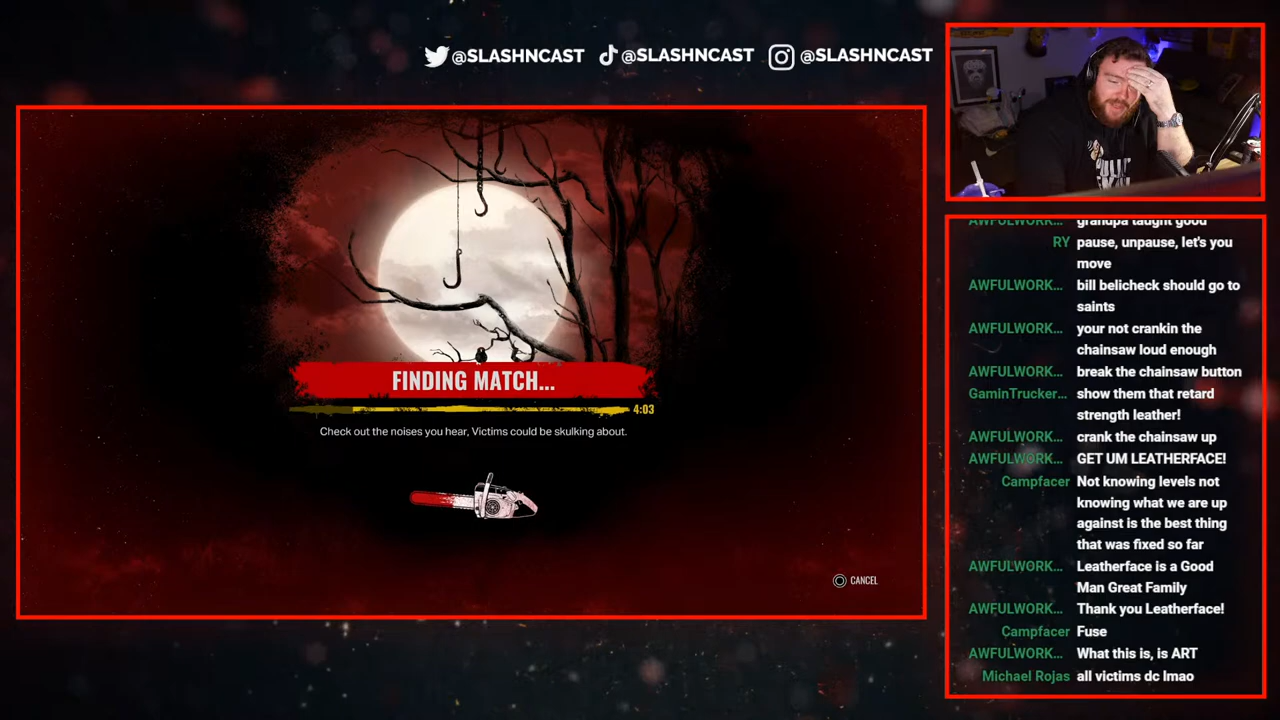 @SLASHNCAST @SLASHNCAST @SLASHNCAST
FINDING MATCH...
4:03
Check out the noises you hear, Victims could be skulking about.
CANCEL
AWFULWORK... grandpa taught good
RY pause, unpause, let's you
move
AWFULWORK... bill belicheck should go to
saints
AWFULWORK... your not crankin the
chainsaw loud enough
AWFULWORK... break the chainsaw button
GaminTrucker... show them that retard
strength leather!
AWFULWORK... crank the chainsaw up
AWFULWORK... GET UM LEATHERFACE!
Campfacer Not knowing levels not
knowing what we are up
against is the best thing
that was fixed so far
AWFULWORK... Leatherface is a Good
Man Great Family
AWFULWORK... Thank you Leatherface!
Campfacer Fuse
AWFULWORK... What this is, is ART
Michael Rojas all victims dc lmao